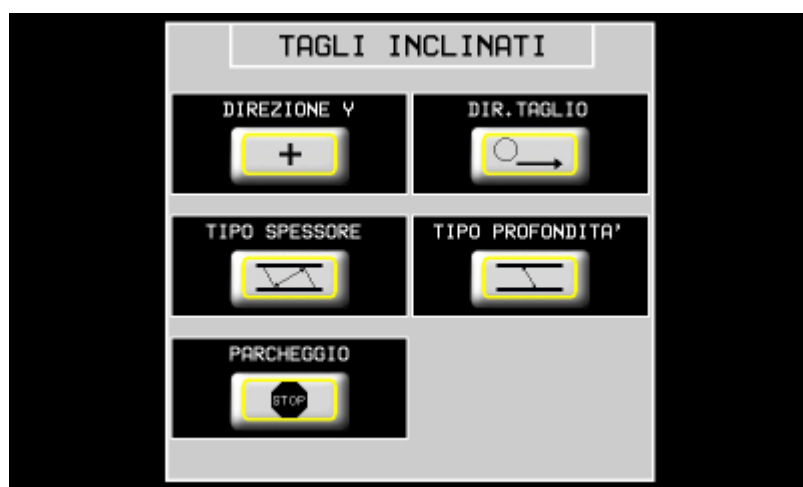 TAGLI INCLINATI
DIREZIONE Y DIR.TAGLIO
+
TIPO SPESSORE TIPO PROFONDITA'
PARCHEGGIO
STOP